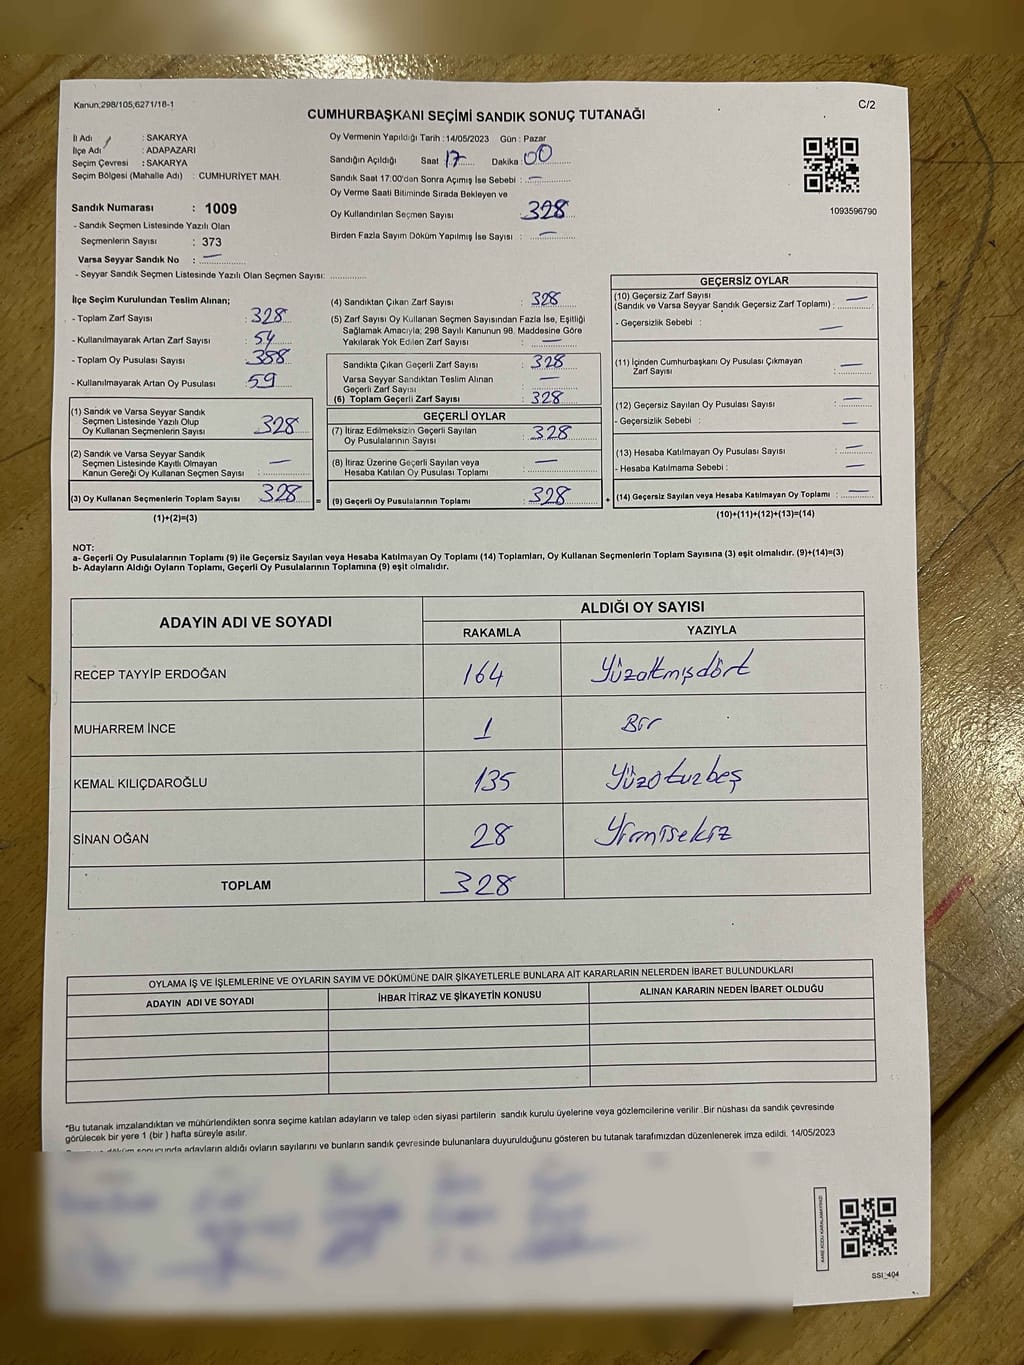 Kanun;298/105,6271/18-1
C/2
CUMHURBAŞKANI SEÇİMİ SANDIK SONUÇ TUTANAĞI
İl Adı : SAKARYA
İlçe Adı : ADAPAZARI
Seçim Çevresi : SAKARYA
Seçim Bölgesi (Mahalle Adı) : CUMHURİYET MAH.
Sandık Numarası : 1009
- Sandık Seçmen Listesinde Yazılı Olan
Seçmenlerin Sayısı : 373
Varsa Seyyar Sandık No : —
- Seyyar Sandık Seçmen Listesinde Yazılı Olan Seçmen Sayısı: ..............
Oy Vermenin Yapıldığı Tarih : 14/05/2023 Gün : Pazar
Sandığın Açıldığı Saat 17 Dakika 00
Sandık Saat 17:00'dan Sonra Açımış İse Sebebi : —
Oy Verme Saati Bitiminde Sırada Bekleyen ve
Oy Kullandırılan Seçmen Sayısı 328
Birden Fazla Sayım Döküm Yapılmış İse Sayısı : —
1093596790
İlçe Seçim Kurulundan Teslim Alınan;
- Toplam Zarf Sayısı : 328
- Kullanılmayarak Artan Zarf Sayısı : 54
- Toplam Oy Pusulası Sayısı : 388
- Kullanılmayarak Artan Oy Pusulası : 59
(1) Sandık ve Varsa Seyyar Sandık
Seçmen Listesinde Yazılı Olup
Oy Kullanan Seçmenlerin Sayısı : 328
(2) Sandık ve Varsa Seyyar Sandık
Seçmen Listesinde Kayıtlı Olmayan
Kanun Gereği Oy Kullanan Seçmen Sayısı : —
(3) Oy Kullanan Seçmenlerin Toplam Sayısı 328 =
(1)+(2)=(3)
(4) Sandıktan Çıkan Zarf Sayısı : 328
(5) Zarf Sayısı Oy Kullanan Seçmen Sayısından Fazla İse, Eşitliği
Sağlamak Amacıyla; 298 Sayılı Kanunun 98. Maddesine Göre
Yakılarak Yok Edilen Zarf Sayısı : —
Sandıkta Çıkan Geçerli Zarf Sayısı : 328
Varsa Seyyar Sandıktan Teslim Alınan
Geçerli Zarf Sayısı : —
(6) Toplam Geçerli Zarf Sayısı : 328
GEÇERLİ OYLAR
(7) İtiraz Edilmeksizin Geçerli Sayılan
Oy Pusulalarının Sayısı : 328
(8) İtiraz Üzerine Geçerli Sayılan veya
Hesaba Katılan Oy Pusulası Toplamı : —
(9) Geçerli Oy Pusulalarının Toplamı : 328 +
GEÇERSİZ OYLAR
(10) Geçersiz Zarf Sayısı
(Sandık ve Varsa Seyyar Sandık Geçersiz Zarf Toplamı) : —
- Geçersizlik Sebebi : —
(11) İçinden Cumhurbaşkanı Oy Pusulası Çıkmayan
Zarf Sayısı : —
(12) Geçersiz Sayılan Oy Pusulası Sayısı : —
- Geçersizlik Sebebi : —
(13) Hesaba Katılmayan Oy Pusulası Sayısı : —
- Hesaba Katılmama Sebebi : —
(14) Geçersiz Sayılan veya Hesaba Katılmayan Oy Toplamı : —
(10)+(11)+(12)+(13)=(14)
NOT:
a- Geçerli Oy Pusulalarının Toplamı (9) ile Geçersiz Sayılan veya Hesaba Katılmayan Oy Toplamı (14) Toplamları, Oy Kullanan Seçmenlerin Toplam Sayısına (3) eşit olmalıdır. (9)+(14)=(3)
b- Adayların Aldığı Oyların Toplamı, Geçerli Oy Pusulalarının Toplamına (9) eşit olmalıdır.
ADAYIN ADI VE SOYADI
ALDIĞI OY SAYISI
RAKAMLA YAZIYLA
RECEP TAYYİP ERDOĞAN 164 Yüzaltmışdört
MUHARREM İNCE 1 Bir
KEMAL KILIÇDAROĞLU 135 Yüzotuzbeş
SİNAN OĞAN 28 Yirmisekiz
TOPLAM 328
OYLAMA İŞ VE İŞLEMLERİNE VE OYLARIN SAYIM VE DÖKÜMÜNE DAİR ŞİKAYETLERLE BUNLARA AİT KARARLARIN NELERDEN İBARET BULUNDUKLARI
ADAYIN ADI VE SOYADI İHBAR İTİRAZ VE ŞİKAYETİN KONUSU ALINAN KARARIN NEDEN İBARET OLDUĞU
*Bu tutanak imzalandıktan ve mühürlendikten sonra seçime katılan adayların ve talep eden siyasi partilerin sandık kurulu üyelerine veya gözlemcilerine verilir .Bir nüshası da sandık çevresinde
görülecek bir yere 1 (bir ) hafta süreyle asılır.
sonucunda adayların aldığı oyların sayılarını ve bunların sandık çevresinde bulunanlara duyurulduğunu gösteren bu tutanak tarafımızdan düzenlenerek imza edildi. 14/05/2023
KARE KODU KARALAMAYINIZ!
SSI_404